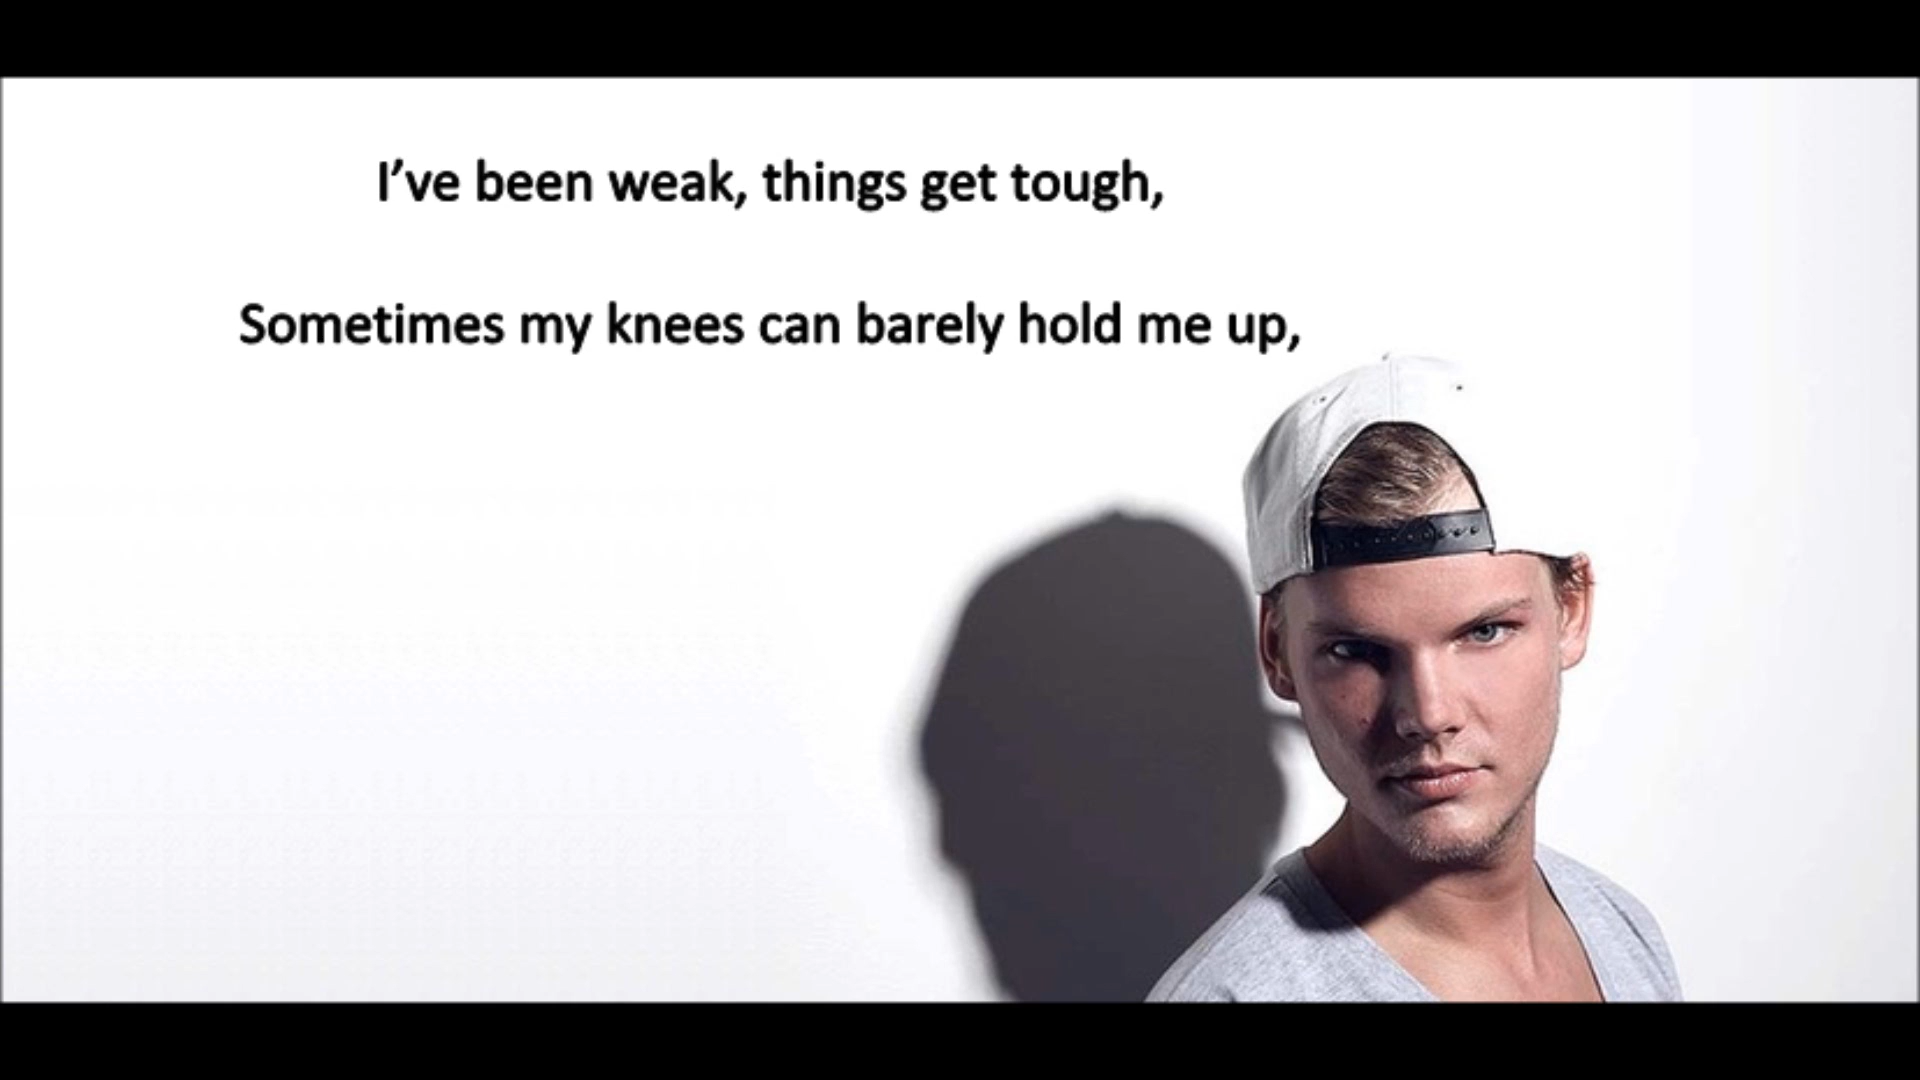 I’ve been weak, things get tough,
Sometimes my knees can barely hold me up,